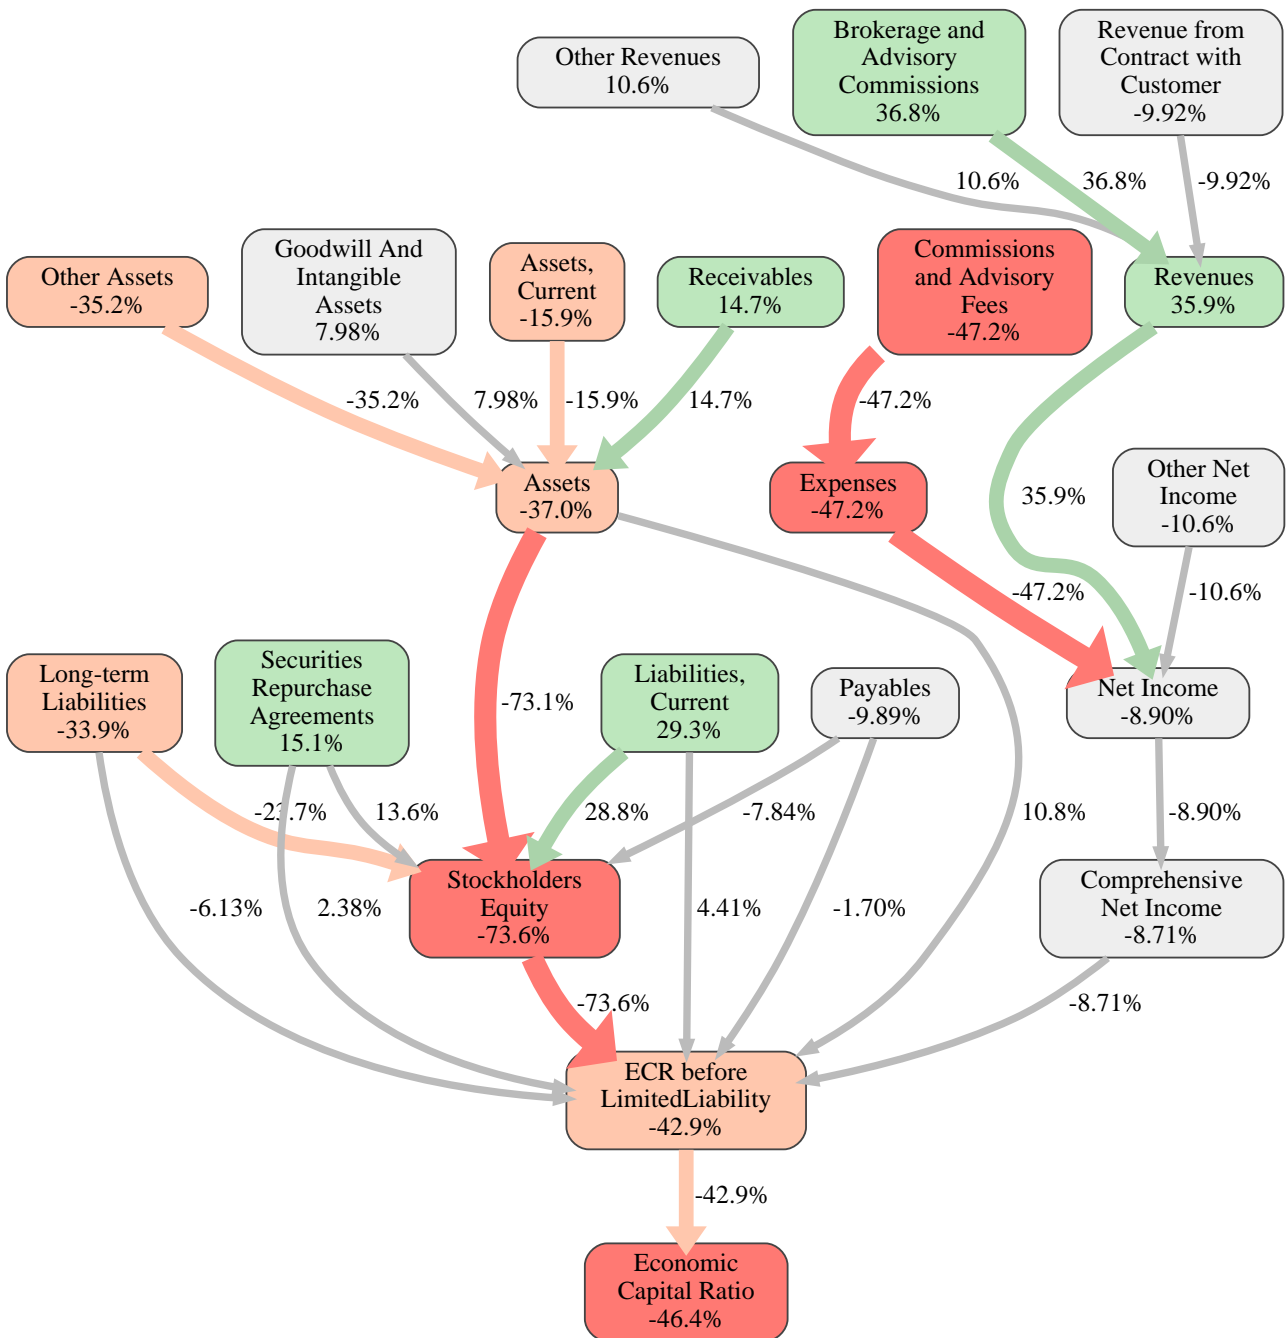 Other Revenues
10.6%
Brokerage and
Advisory
Commissions
36.8%
Revenue from
Contract with
Customer
-9.92%
10.6%
36.8%
-9.92%
Other Assets
-35.2%
Goodwill And
Intangible
Assets
7.98%
Assets,
Current
-15.9%
Receivables
14.7%
Commissions
and Advisory
Fees
-47.2%
Revenues
35.9%
-35.2%
7.98%
-15.9%
14.7%
-47.2%
35.9%
Assets
-37.0%
Expenses
-47.2%
Other Net
Income
-10.6%
-47.2%
-10.6%
Long-term
Liabilities
-33.9%
Securities
Repurchase
Agreements
15.1%
-73.1%
Liabilities,
Current
29.3%
Payables
-9.89%
Net Income
-8.90%
-23.7%
13.6%
28.8%
-7.84%
10.8%
-8.90%
-6.13%
2.38%
Stockholders
Equity
-73.6%
4.41%
-1.70%
Comprehensive
Net Income
-8.71%
-73.6%
-8.71%
ECR before
LimitedLiability
-42.9%
-42.9%
Economic
Capital Ratio
-46.4%